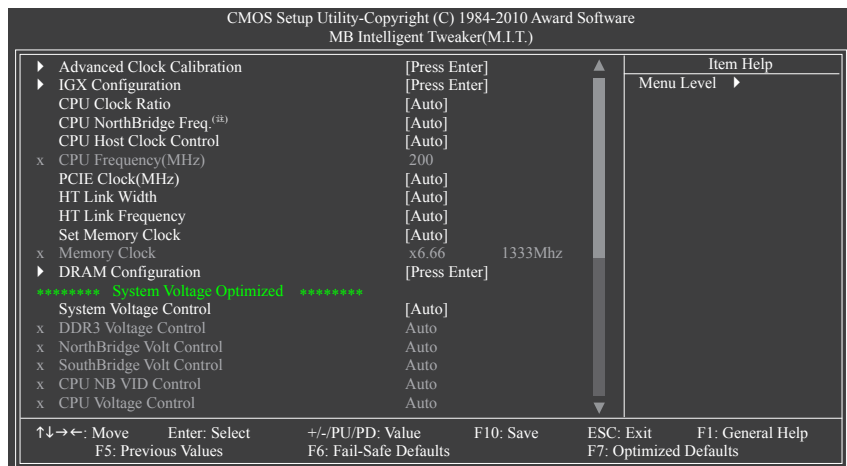 CMOS Setup Utility-Copyright (C) 1984-2010 Award Software
MB Intelligent Tweaker(M.I.T.)
Advanced Clock Calibration [Press Enter]
IGX Configuration [Press Enter]
CPU Clock Ratio [Auto]
CPU NorthBridge Freq.(註) [Auto]
CPU Host Clock Control [Auto]
x CPU Frequency(MHz) 200
PCIE Clock(MHz) [Auto]
HT Link Width [Auto]
HT Link Frequency [Auto]
Set Memory Clock [Auto]
x Memory Clock x6.66 1333Mhz
DRAM Configuration [Press Enter]
******** System Voltage Optimized ********
System Voltage Control [Auto]
x DDR3 Voltage Control Auto
x NorthBridge Volt Control Auto
x SouthBridge Volt Control Auto
x CPU NB VID Control Auto
x CPU Voltage Control Auto
Item Help
Menu Level
↑↓→←: Move Enter: Select +/-/PU/PD: Value F10: Save ESC: Exit F1: General Help
F5: Previous Values F6: Fail-Safe Defaults F7: Optimized Defaults